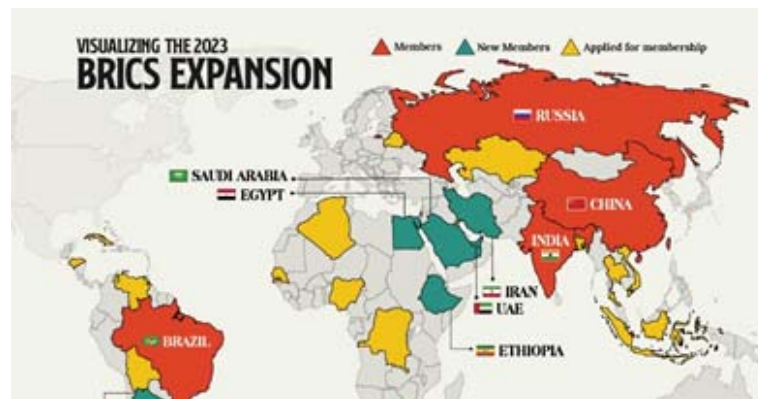 VISUALIZING THE 2023
BRICS EXPANSION
Members New Members Applied for membership
RUSSIA
SAUDI ARABIA
EGYPT
CHINA
INDIA
IRAN
UAE
BRAZIL
ETHIOPIA